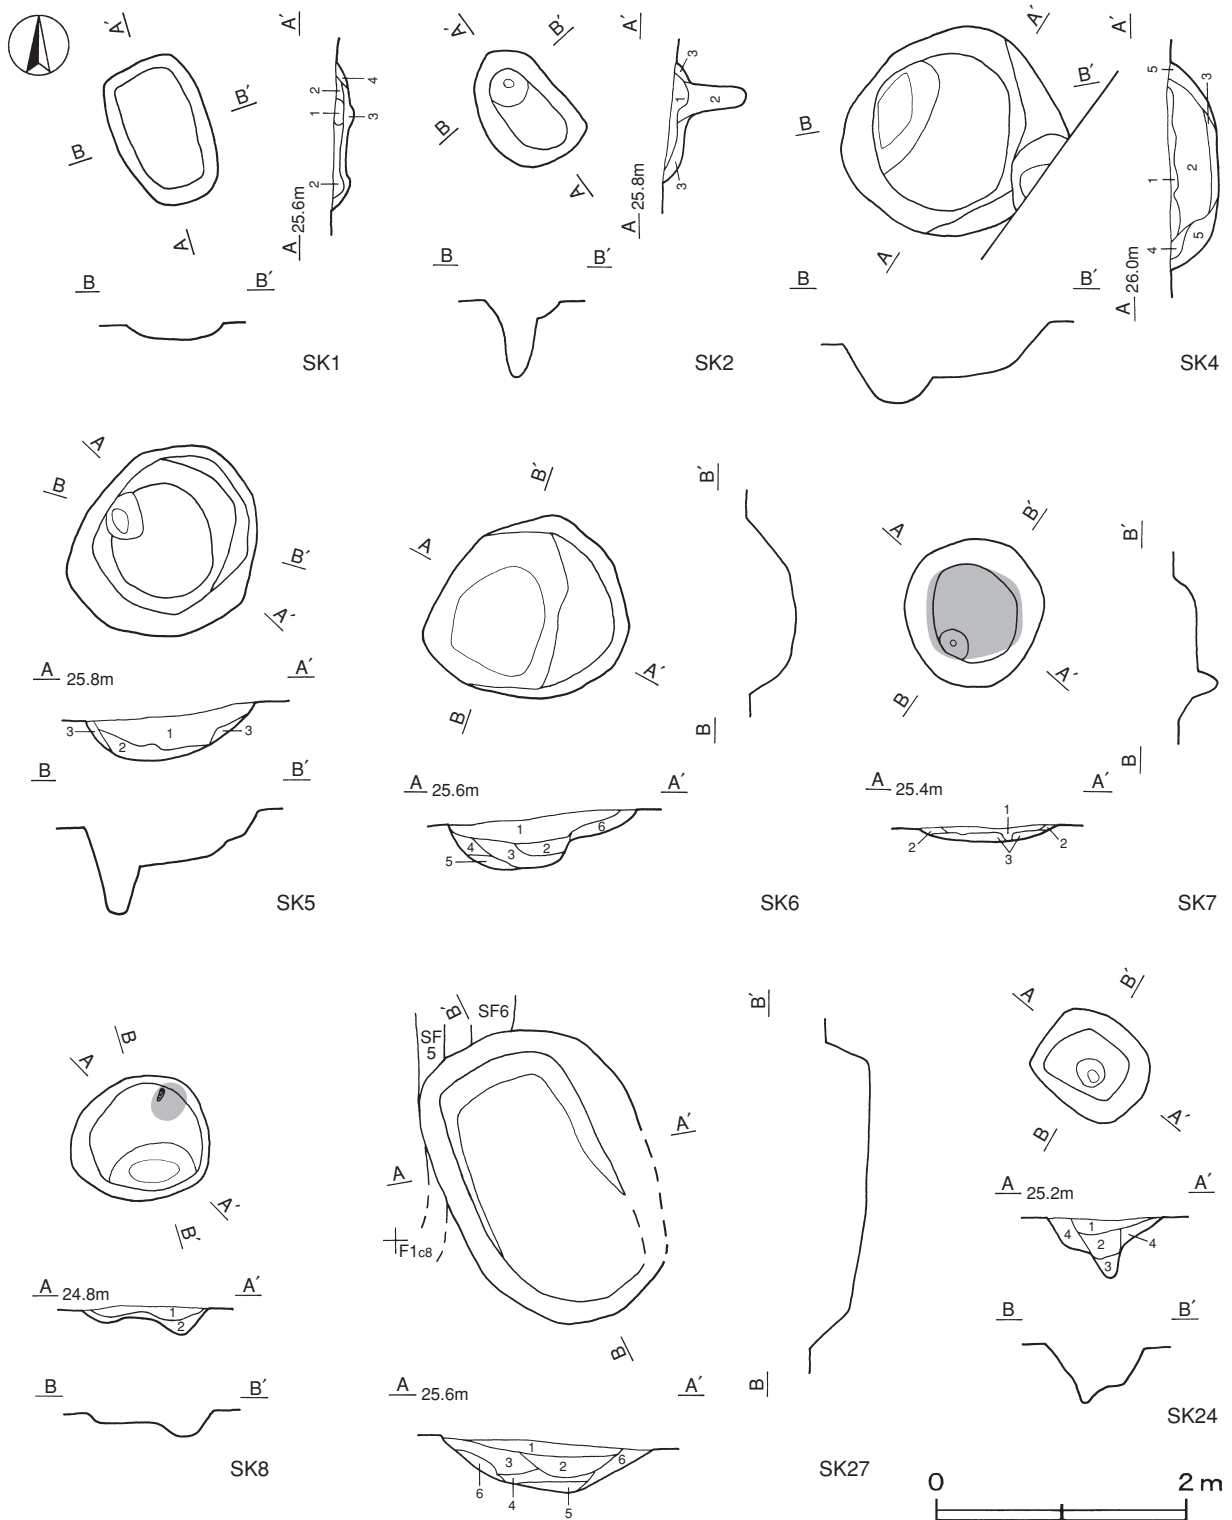 A A'
B B'
A 25.6m A'
1 2 3 4 2
B B'
SK1
A A'
B B'
A 25.8m A'
1 2 3 3
B B'
SK2
A A'
B B'
A 26.0m A'
1 2 3 4 5 5
B B'
SK4
A A'
B B'
A 25.8m A'
3 2 1 3
B B'
SK5
A A'
B B'
B B'
A 25.6m A'
1 2 3 4 5 6
SK6
A A'
B B'
B B'
A 25.4m A'
1 2 3 2
SK7
A A'
B B'
A 24.8m A'
1 2
B B'
SK8
SF 5
SF6
A A'
B B'
F1c8
B B'
A 25.6m A'
1 2 3 4 5 6 6
SK27
A A'
B B'
A 25.2m A'
1 2 3 4 4
B B'
SK24
0 2 m